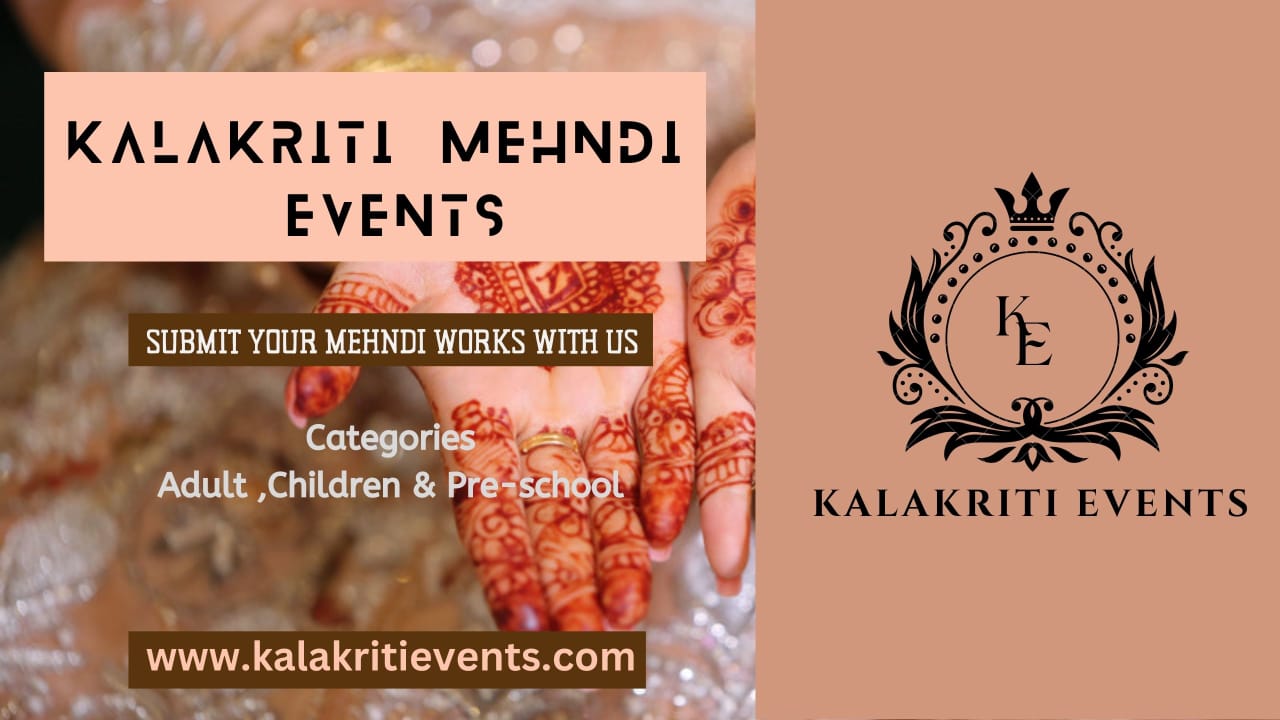 KALAKRITI MEHNDI
EVENTS
SUBMIT YOUR MEHNDI WORKS WITH US
Categories
Adult ,Children & Pre-school
www.kalakritievents.com
KE
KALAKRITI EVENTS